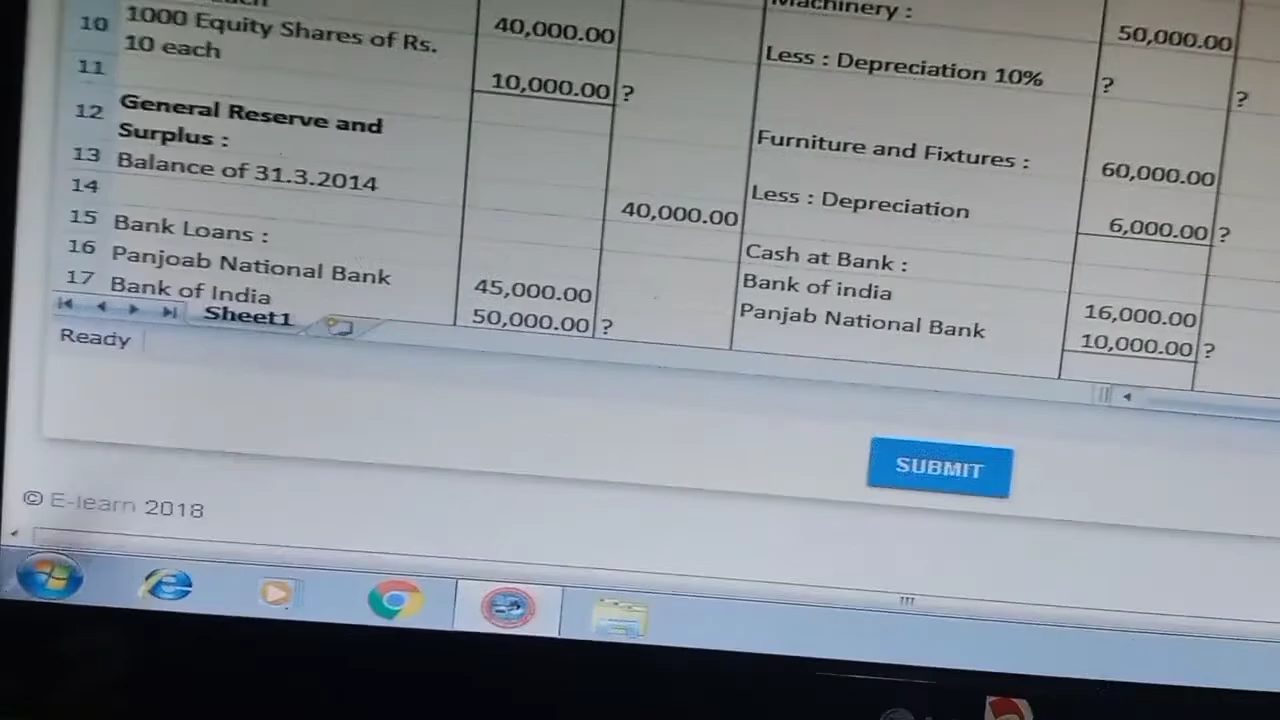 Machinery :
10 1000 Equity Shares of Rs. 40,000.00 50,000.00
10 each Less : Depreciation 10% ? ?
11 10,000.00 ?
12 General Reserve and Furniture and Fixtures : 60,000.00
Surplus :
13 Balance of 31.3.2014 Less : Depreciation 6,000.00 ?
14 40,000.00
15 Bank Loans : Cash at Bank :
16 Panjoab National Bank 45,000.00 Bank of india 16,000.00
17 Bank of India 50,000.00 ? Panjab National Bank 10,000.00 ?
Sheet1
Ready
SUBMIT
© E-learn 2018